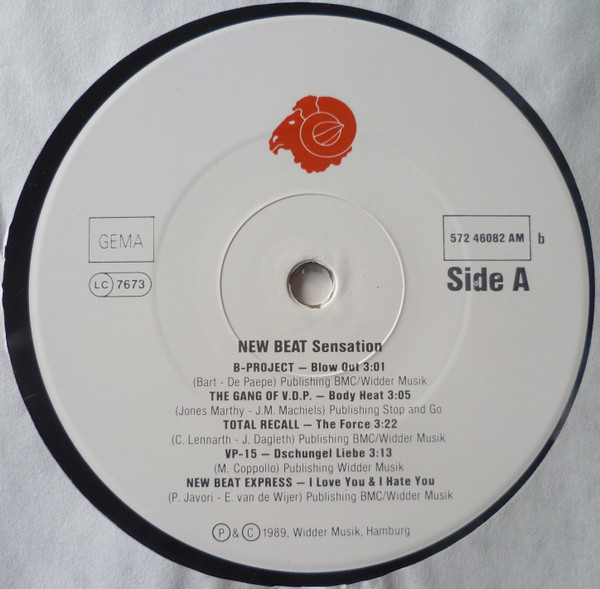 GEMA
LC 7673
572 46082 AM b
Side A
NEW BEAT Sensation
B-PROJECT – Blow Out 3:01
(Bart - De Paepe) Publishing BMC/Widder Musik
THE GANG OF V.D.P. – Body Heat 3:05
(Jones Marthy - J.M. Machiels) Publishing Stop and Go
TOTAL RECALL – The Force 3:22
(C. Lennarth - J. Dagleth) Publishing BMC/Widder Musik
VP-15 – Dschungel Liebe 3:13
(M. Coppollo) Publishing Widder Musik
NEW BEAT EXPRESS – I Love You & I Hate You
(P. Javori - E. van de Wijer) Publishing BMC/Widder Musik
Ⓟ & Ⓒ 1989, Widder Musik, Hamburg